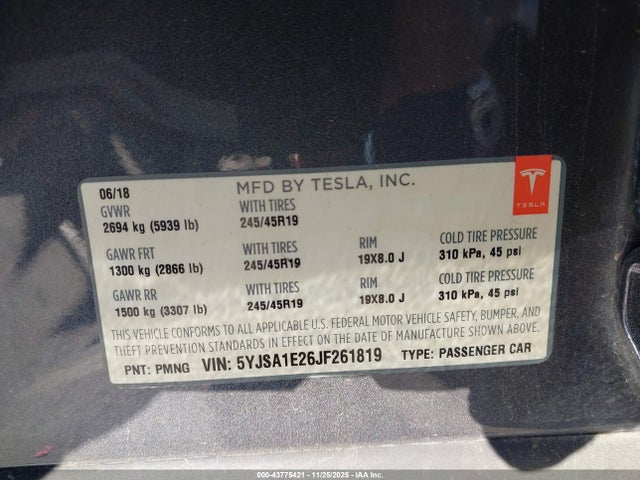 06/18 MFD BY TESLA, INC.
GVWR WITH TIRES
2694 kg (5939 lb) 245/45R19
GAWR FRT WITH TIRES RIM COLD TIRE PRESSURE
1300 kg (2866 lb) 245/45R19 19X8.0 J 310 kPa, 45 psi
GAWR RR WITH TIRES RIM COLD TIRE PRESSURE
1500 kg (3307 lb) 245/45R19 19X8.0 J 310 kPa, 45 psi
THIS VEHICLE CONFORMS TO ALL APPLICABLE U.S. FEDERAL MOTOR VEHICLE SAFETY, BUMPER, AND
THEFT PREVENTION STANDARDS IN EFFECT ON THE DATE OF MANUFACTURE SHOWN ABOVE.
PNT: PMNG VIN: 5YJSA1E26JF261819 TYPE: PASSENGER CAR
TESLA
000-43775421 - 11/25/2025 - IAA Inc.